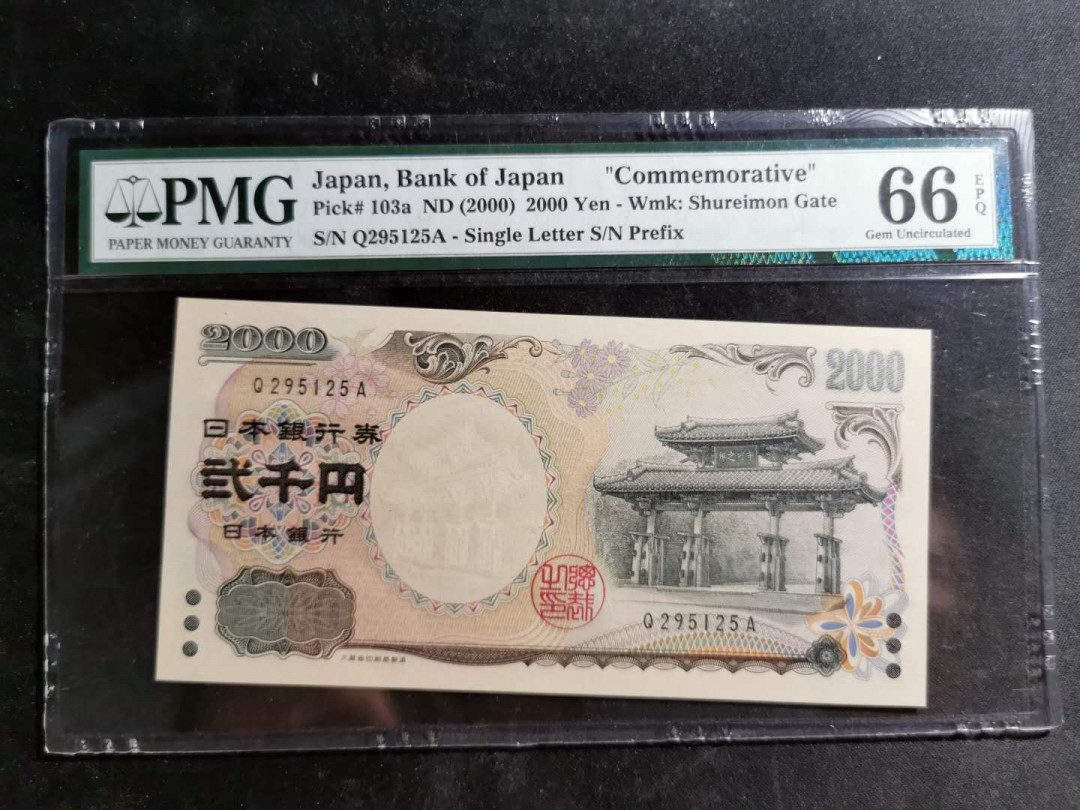 PMG
PAPER MONEY GUARANTY
Japan, Bank of Japan "Commemorative"
Pick# 103a ND (2000) 2000 Yen - Wmk: Shureimon Gate
S/N Q295125A - Single Letter S/N Prefix
66
EPQ
Gem Uncirculated
2000
2000
Q295125A
日本銀行券
弐千円
日本銀行
Q295125A